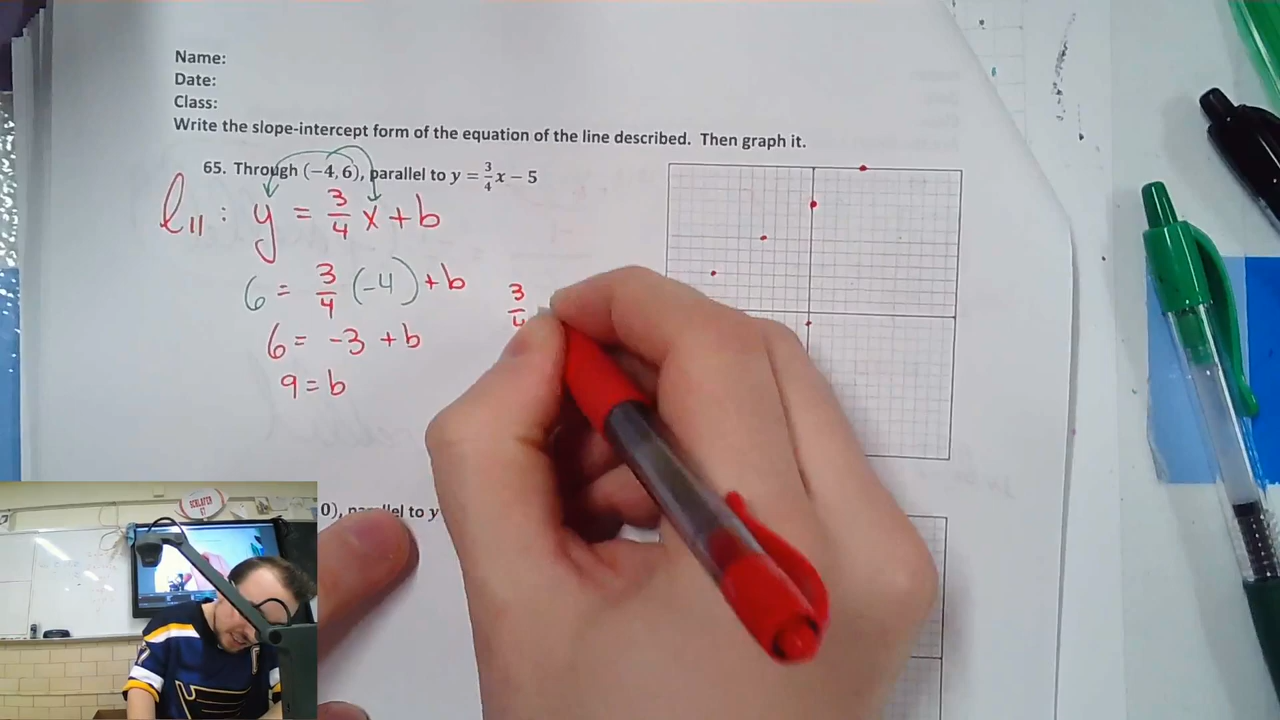 Name:
Date:
Class:
Write the slope-intercept form of the equation of the line described. Then graph it.
65. Through (−4, 6), parallel to y = 3/4 x − 5
l||: y = 3/4 x + b
6 = 3/4 (-4) + b
3/4
6 = -3 + b
9 = b
0), parallel to y